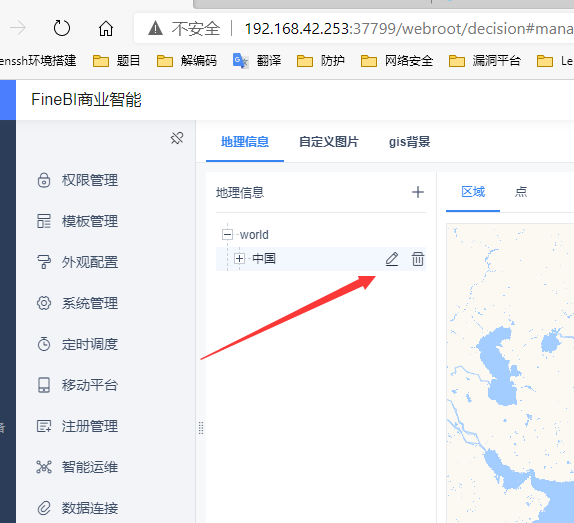 不安全 192.168.42.253:37799/webroot/decision#mana
enssh环境搭建 题目 解编码 翻译 防护 网络安全 漏洞平台 Le
FineBI商业智能
地理信息 自定义图片 gis背景
权限管理
模板管理
外观配置
系统管理
定时调度
移动平台
注册管理
智能运维
数据连接
备
地理信息
world
中国
区域 点